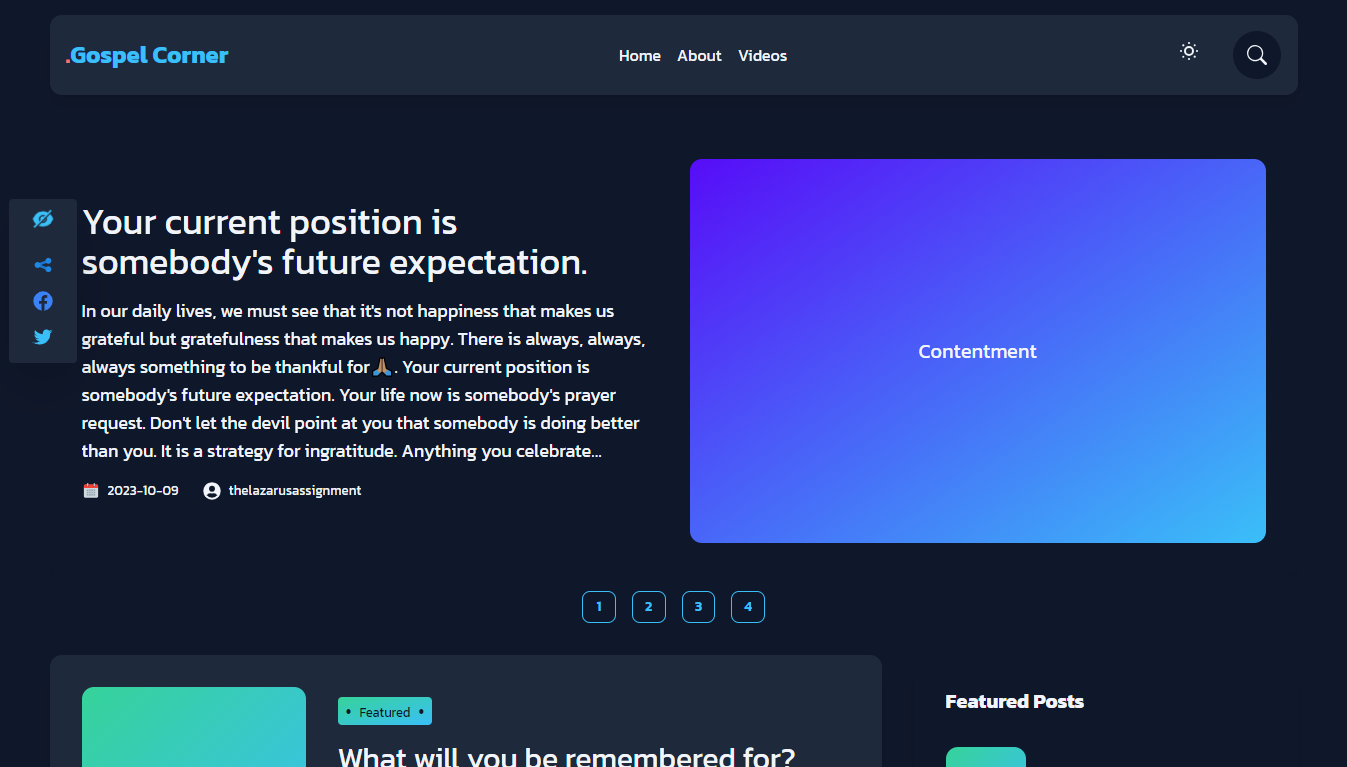 .Gospel Corner
Home About Videos
Your current position is
somebody's future expectation.
In our daily lives, we must see that it's not happiness that makes us
grateful but gratefulness that makes us happy. There is always, always,
always something to be thankful for🙏🏾. Your current position is
somebody's future expectation. Your life now is somebody's prayer
request. Don't let the devil point at you that somebody is doing better
than you. It is a strategy for ingratitude. Anything you celebrate...
2023-10-09 thelazarusassignment
Contentment
1 2 3 4
• Featured •
What will you be remembered for?
Featured Posts